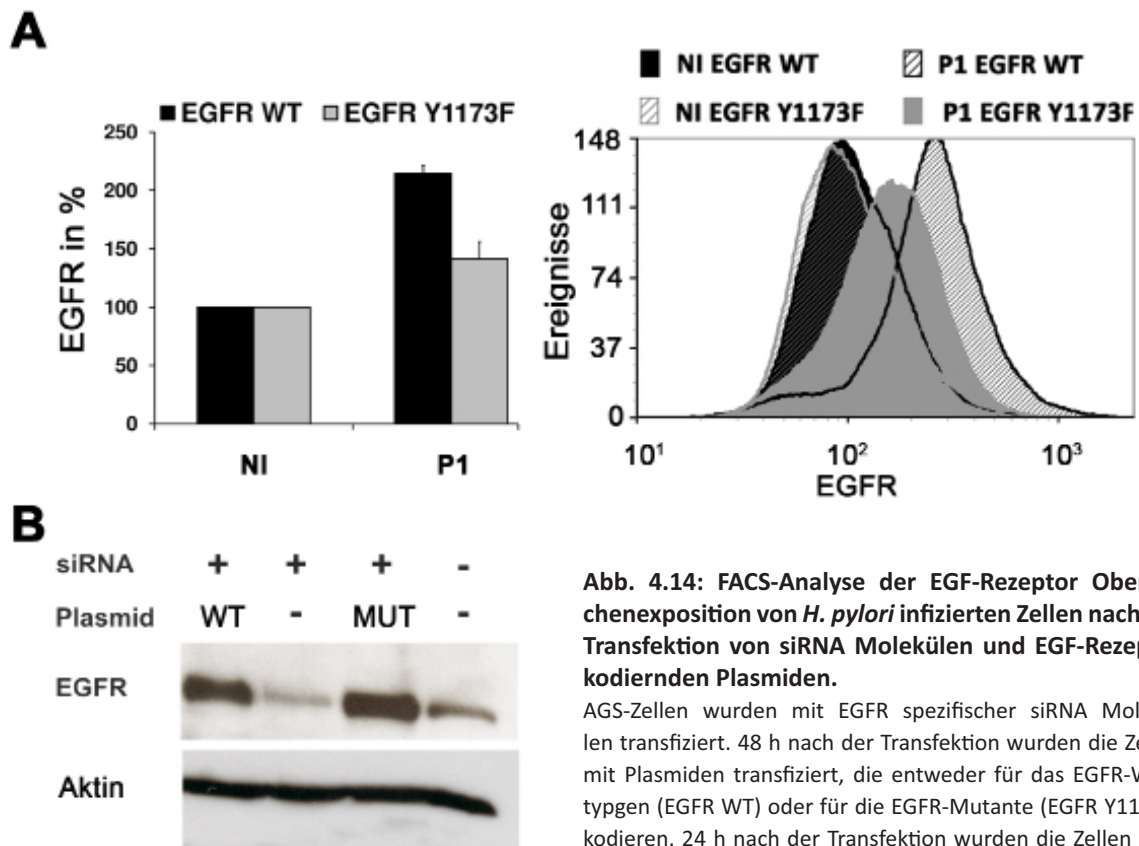 A
EGFR WT EGFR Y1173F
250
200
150
100
50
0
EGFR in %
NI P1
NI EGFR WT P1 EGFR WT
NI EGFR Y1173F P1 EGFR Y1173F
148
111
74
37
0
Ereignisse
10¹ 10² 10³
EGFR
B
siRNA + + + -
Plasmid WT - MUT -
EGFR
Aktin
Abb. 4.14: FACS-Analyse der EGF-Rezeptor Ober
chenexposition von H. pylori infizierten Zellen nach
Transfektion von siRNA Molekülen und EGF-Rezep
kodiernden Plasmiden.
AGS-Zellen wurden mit EGFR spezifischer siRNA Mol
len transfiziert. 48 h nach der Transfektion wurden die Ze
mit Plasmiden transfiziert, die entweder für das EGFR-W
typgen (EGFR WT) oder für die EGFR-Mutante (EGFR Y11
kodieren. 24 h nach der Transfektion wurden die Zellen